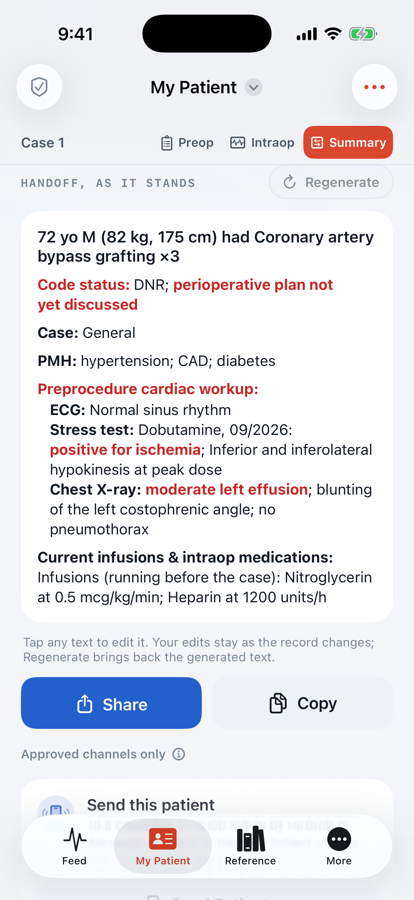 9:41
My Patient
Case 1
Preop
Intraop
Summary
HANDOFF, AS IT STANDS
Regenerate
72 yo M (82 kg, 175 cm) had Coronary artery
bypass grafting ×3
Code status: DNR; perioperative plan not
yet discussed
Case: General
PMH: hypertension; CAD; diabetes
Preprocedure cardiac workup:
ECG: Normal sinus rhythm
Stress test: Dobutamine, 09/2026:
positive for ischemia; Inferior and inferolateral
hypokinesis at peak dose
Chest X-ray: moderate left effusion; blunting
of the left costophrenic angle; no
pneumothorax
Current infusions & intraop medications:
Infusions (running before the case): Nitroglycerin
at 0.5 mcg/kg/min; Heparin at 1200 units/h
Tap any text to edit it. Your edits stay as the record changes;
Regenerate brings back the generated text.
Share
Copy
Approved channels only
Send this patient
Feed
My Patient
Reference
More